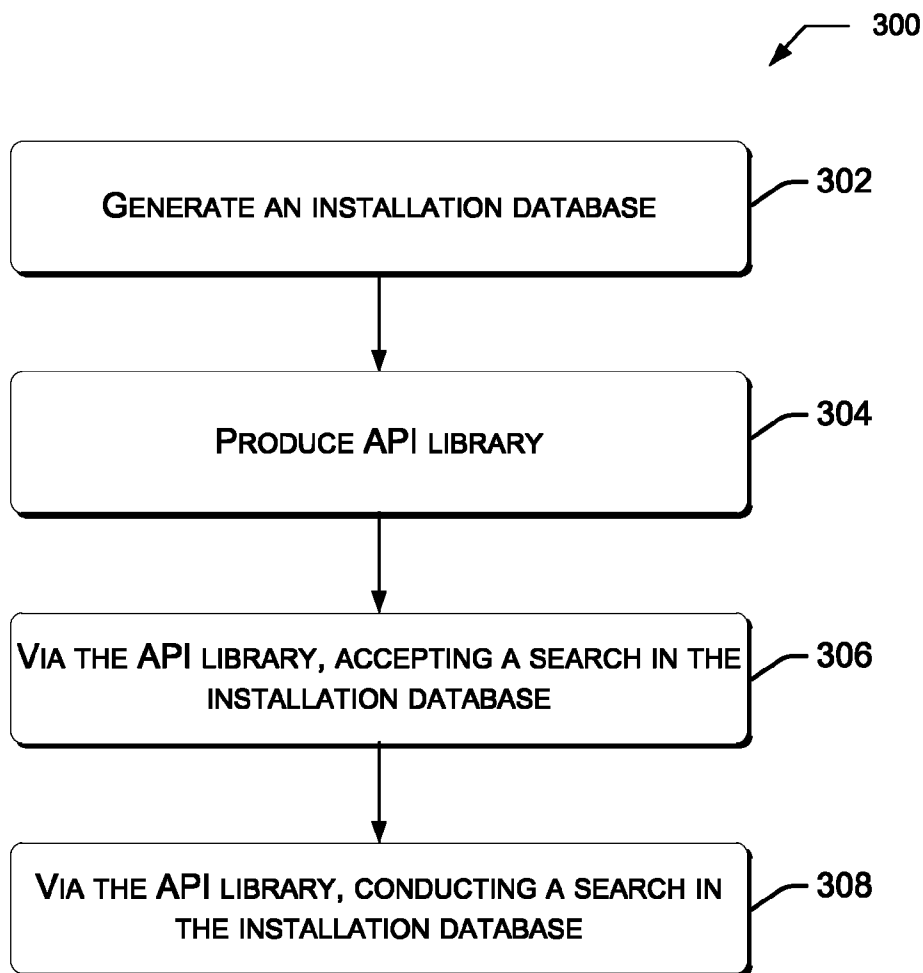 300
GENERATE AN INSTALLATION DATABASE
302
PRODUCE API LIBRARY
304
VIA THE API LIBRARY, ACCEPTING A SEARCH IN THE
INSTALLATION DATABASE
306
VIA THE API LIBRARY, CONDUCTING A SEARCH IN
THE INSTALLATION DATABASE
308